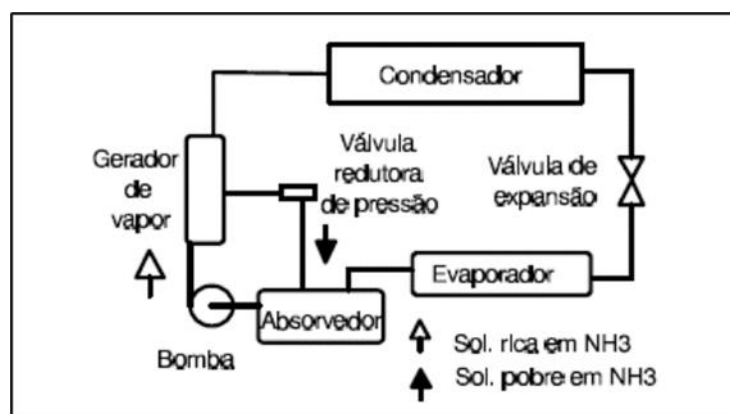 Condensador
Gerador
de
vapor
Válvula
redutora
de pressão
Válvula de
expansão
Evaporador
Absorvedor
Bomba
Sol. rica em NH3
Sol. pobre em NH3